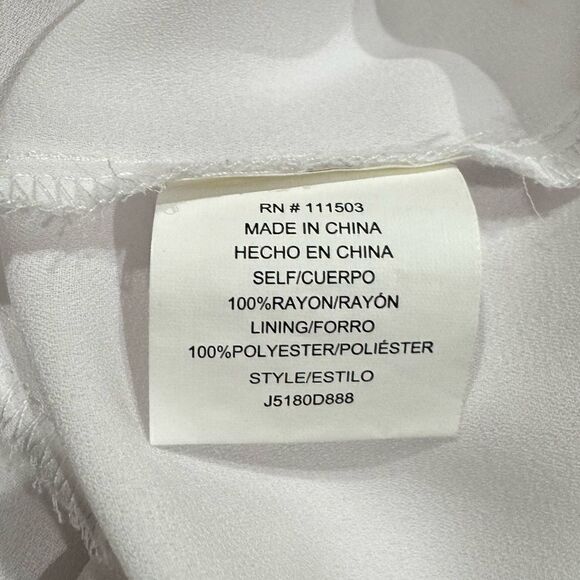 RN # 111503
MADE IN CHINA
HECHO EN CHINA
SELF/CUERPO
100%RAYON/RAYÓN
LINING/FORRO
100%POLYESTER/POLIÉSTER
STYLE/ESTILO
J5180D888